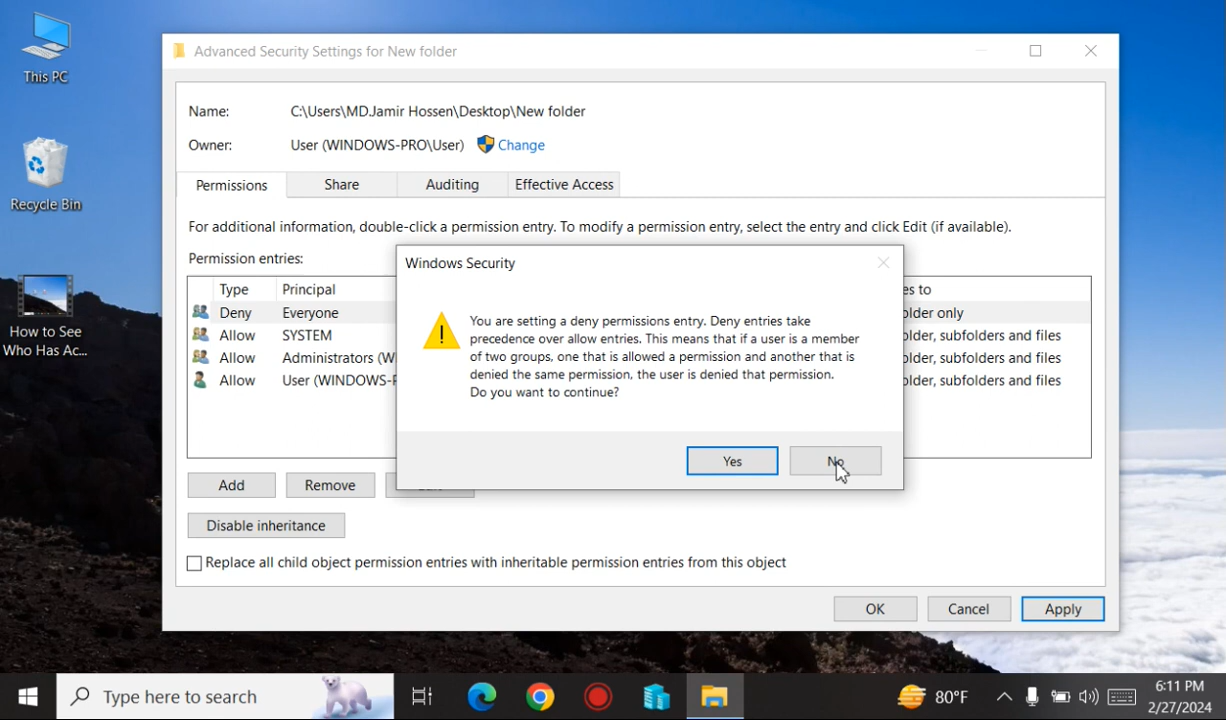 This PC
Recycle Bin
How to See
Who Has Ac...
Advanced Security Settings for New folder
Name: C:\Users\MD.Jamir Hossen\Desktop\New folder
Owner: User (WINDOWS-PRO\User) Change
Permissions Share Auditing Effective Access
For additional information, double-click a permission entry. To modify a permission entry, select the entry and click Edit (if available).
Permission entries:
Type Principal es to
Deny Everyone older only
Allow SYSTEM older, subfolders and files
Allow Administrators (W older, subfolders and files
Allow User (WINDOWS-P older, subfolders and files
Windows Security
You are setting a deny permissions entry. Deny entries take
precedence over allow entries. This means that if a user is a member
of two groups, one that is allowed a permission and another that is
denied the same permission, the user is denied that permission.
Do you want to continue?
Yes No
Add Remove
Disable inheritance
Replace all child object permission entries with inheritable permission entries from this object
OK Cancel Apply
Type here to search
80°F
6:11 PM
2/27/2024